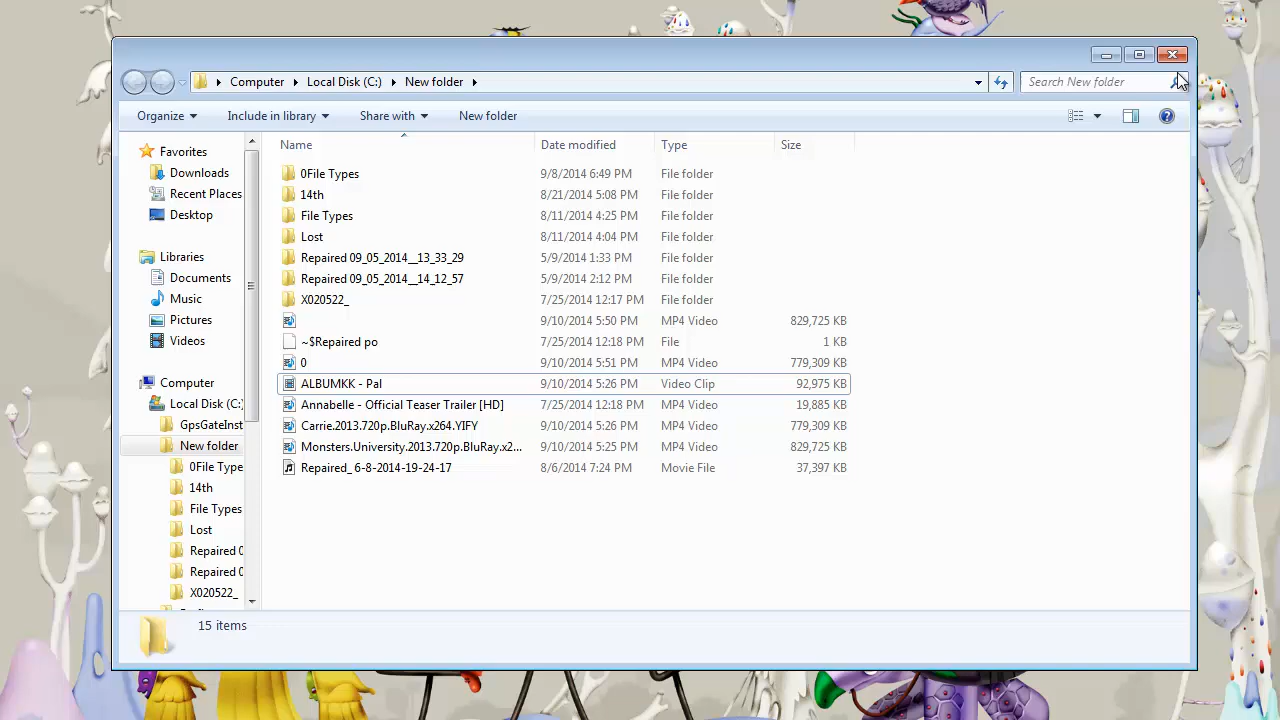 Computer Local Disk (C:) New folder Search New folder
Organize Include in library Share with New folder
Name Date modified Type Size
Favorites
Downloads
Recent Places
Desktop
Libraries
Documents
Music
Pictures
Videos
Computer
Local Disk (C:)
GpsGateInst
New folder
0File Type
14th
File Types
Lost
Repaired 0
Repaired 0
X020522_
0File Types 9/8/2014 6:49 PM File folder
14th 8/21/2014 5:08 PM File folder
File Types 8/11/2014 4:25 PM File folder
Lost 8/11/2014 4:04 PM File folder
Repaired 09_05_2014__13_33_29 5/9/2014 1:33 PM File folder
Repaired 09_05_2014__14_12_57 5/9/2014 2:12 PM File folder
X020522_ 7/25/2014 12:17 PM File folder
9/10/2014 5:50 PM MP4 Video 829,725 KB
~$Repaired po 7/25/2014 12:18 PM File 1 KB
0 9/10/2014 5:51 PM MP4 Video 779,309 KB
ALBUMKK - Pal 9/10/2014 5:26 PM Video Clip 92,975 KB
Annabelle - Official Teaser Trailer [HD] 7/25/2014 12:18 PM MP4 Video 19,885 KB
Carrie.2013.720p.BluRay.x264.YIFY 9/10/2014 5:26 PM MP4 Video 779,309 KB
Monsters.University.2013.720p.BluRay.x2... 9/10/2014 5:25 PM MP4 Video 829,725 KB
Repaired_ 6-8-2014-19-24-17 8/6/2014 7:24 PM Movie File 37,397 KB
15 items